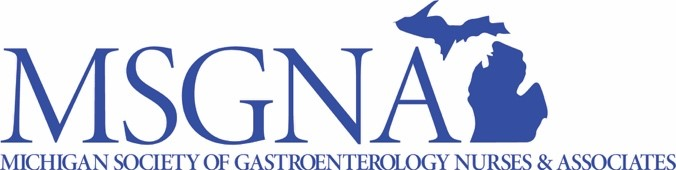 MSGNA
MICHIGAN SOCIETY OF GASTROENTEROLOGY NURSES & ASSOCIATES